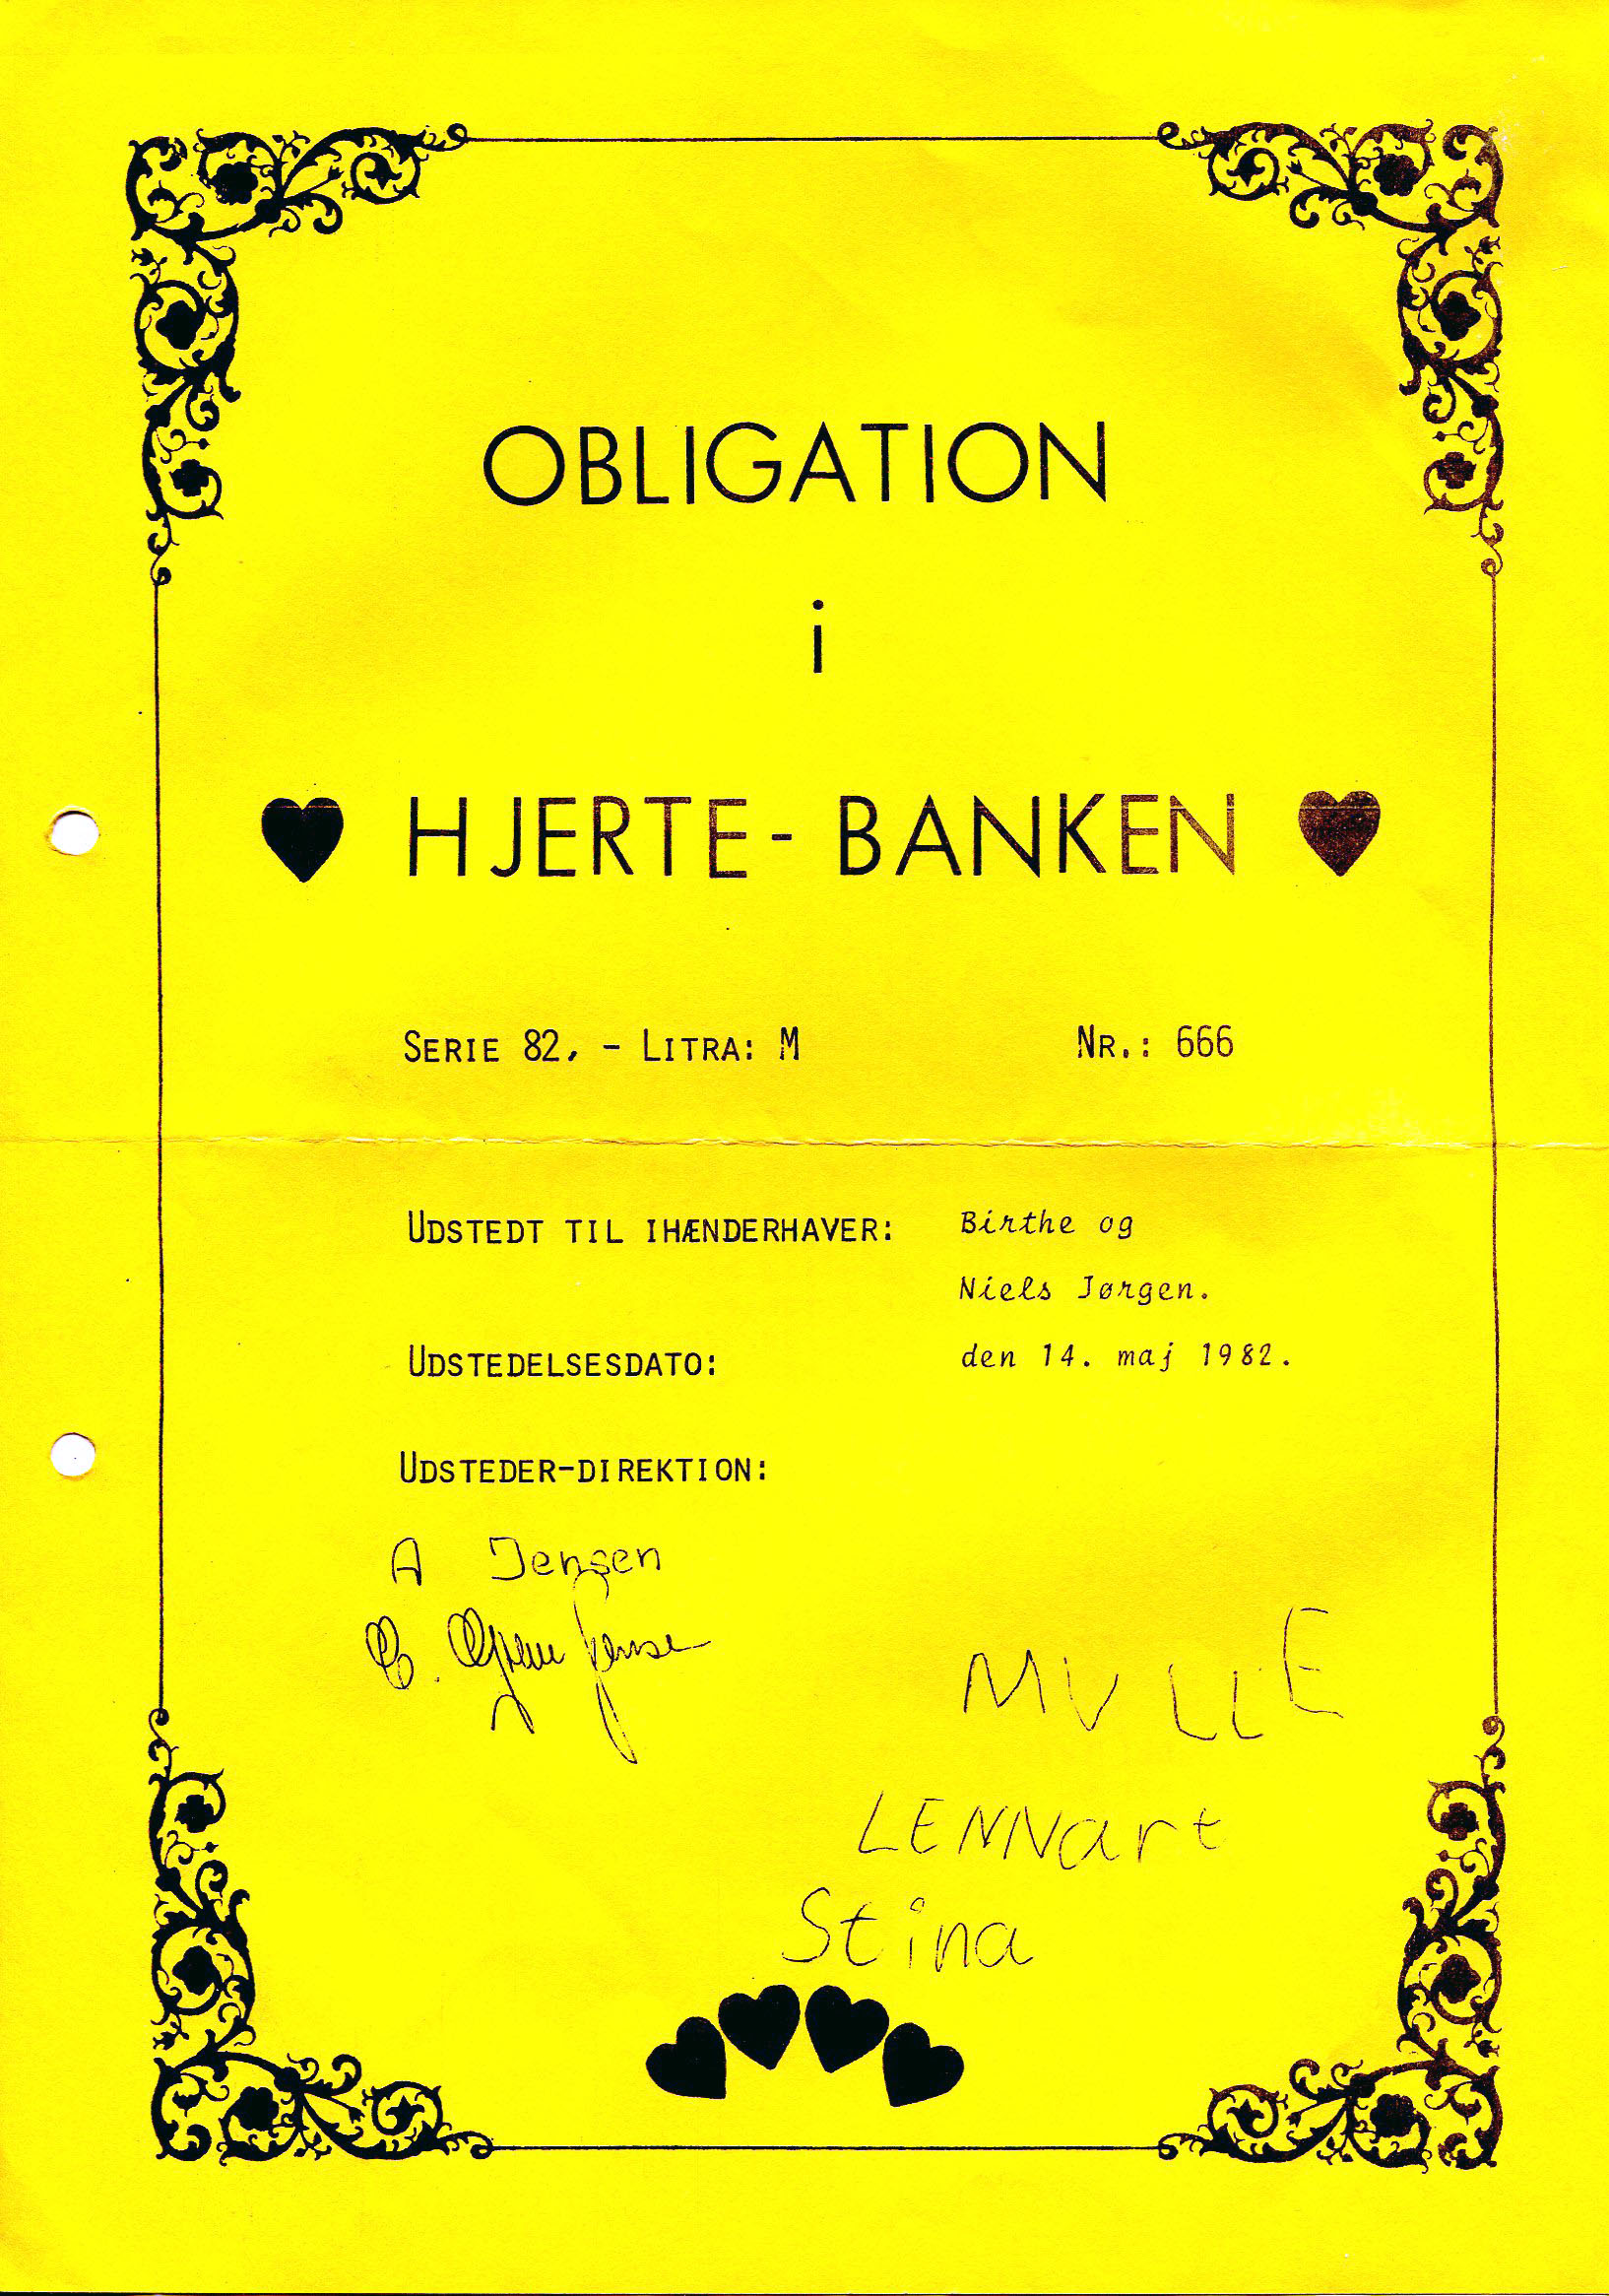 OBLIGATION
i
HJERTE-BANKEN
SERIE 82, - LITRA: M NR.: 666
UDSTEDT TIL IHÆNDERHAVER: Birthe og
Niels Jørgen.
UDSTEDELSESDATO: den 14. maj 1982.
UDSTEDER-DIREKTION:
A Jensen
MULLE
LENNart
Stina